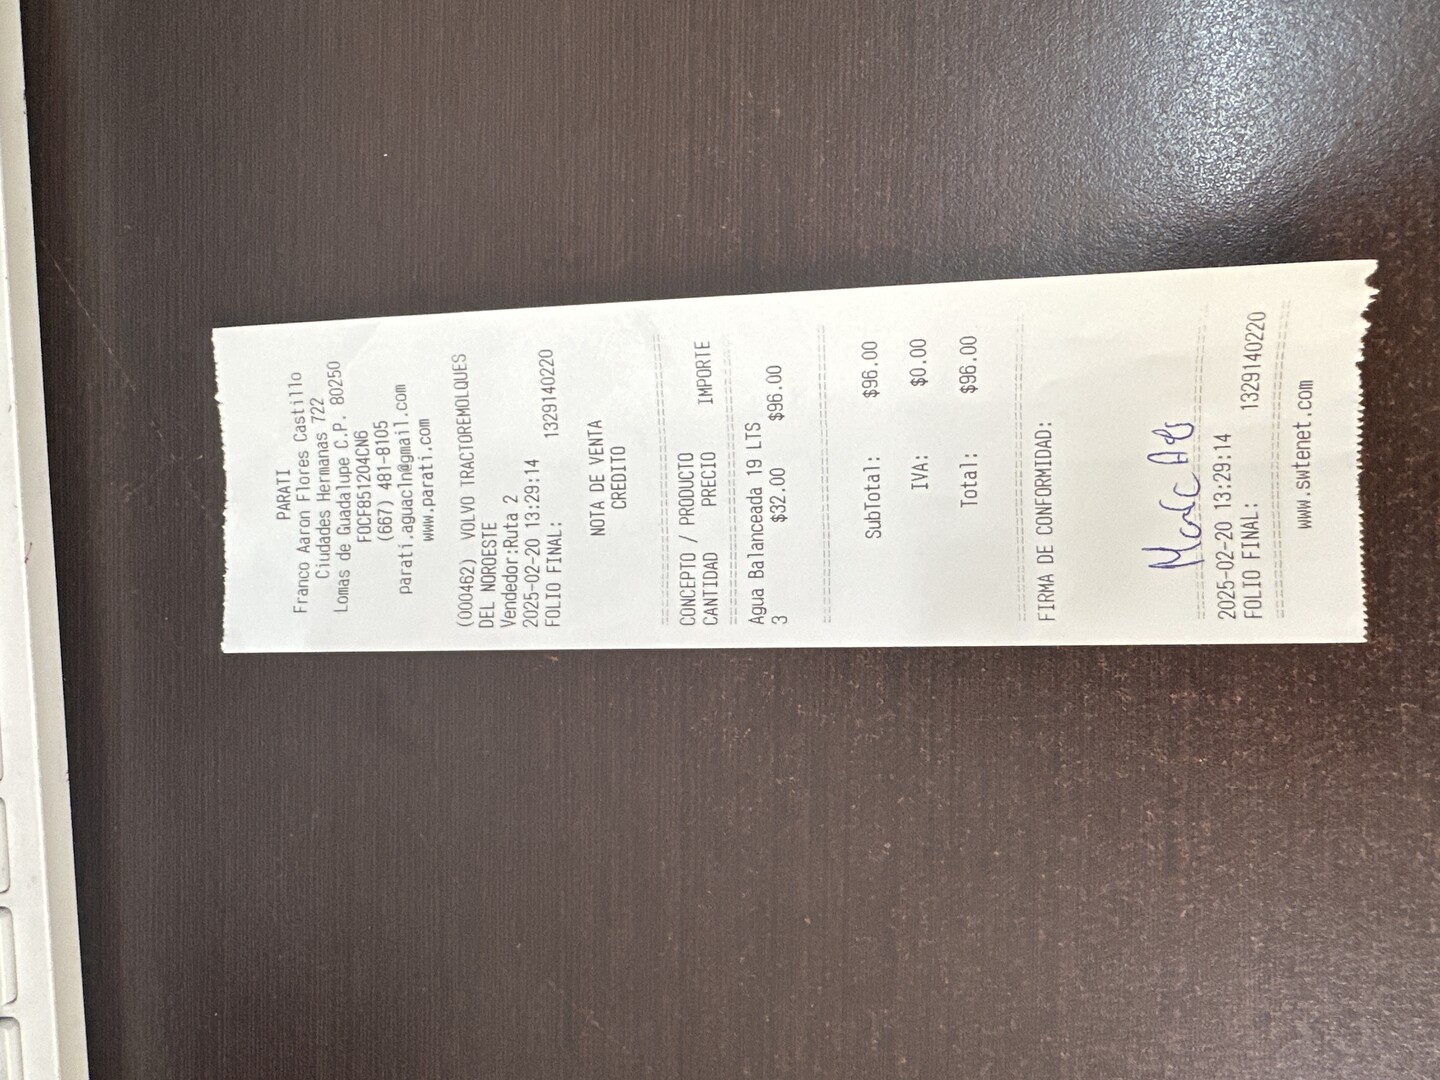 PARATI
Franco Aaron Flores Castillo
Ciudades Hermanas 722
Lomas de Guadalupe C.P. 80250
FOCF851204CN6
(667) 481-8105
parati.aguacln@gmail.com
www.parati.com
(000462) VOLVO TRACTOREMOLQUES
DEL NOROESTE
Vendedor:Ruta 2
2025-02-20 13:29:14
FOLIO FINAL: 1329140220
NOTA DE VENTA
CREDITO
CONCEPTO / PRODUCTO
CANTIDAD PRECIO IMPORTE
Agua Balanceada 19 LTS
3 $32.00 $96.00
SubTotal: $96.00
IVA: $0.00
Total: $96.00
FIRMA DE CONFORMIDAD:
2025-02-20 13:29:14
FOLIO FINAL: 1329140220
www.swtenet.com